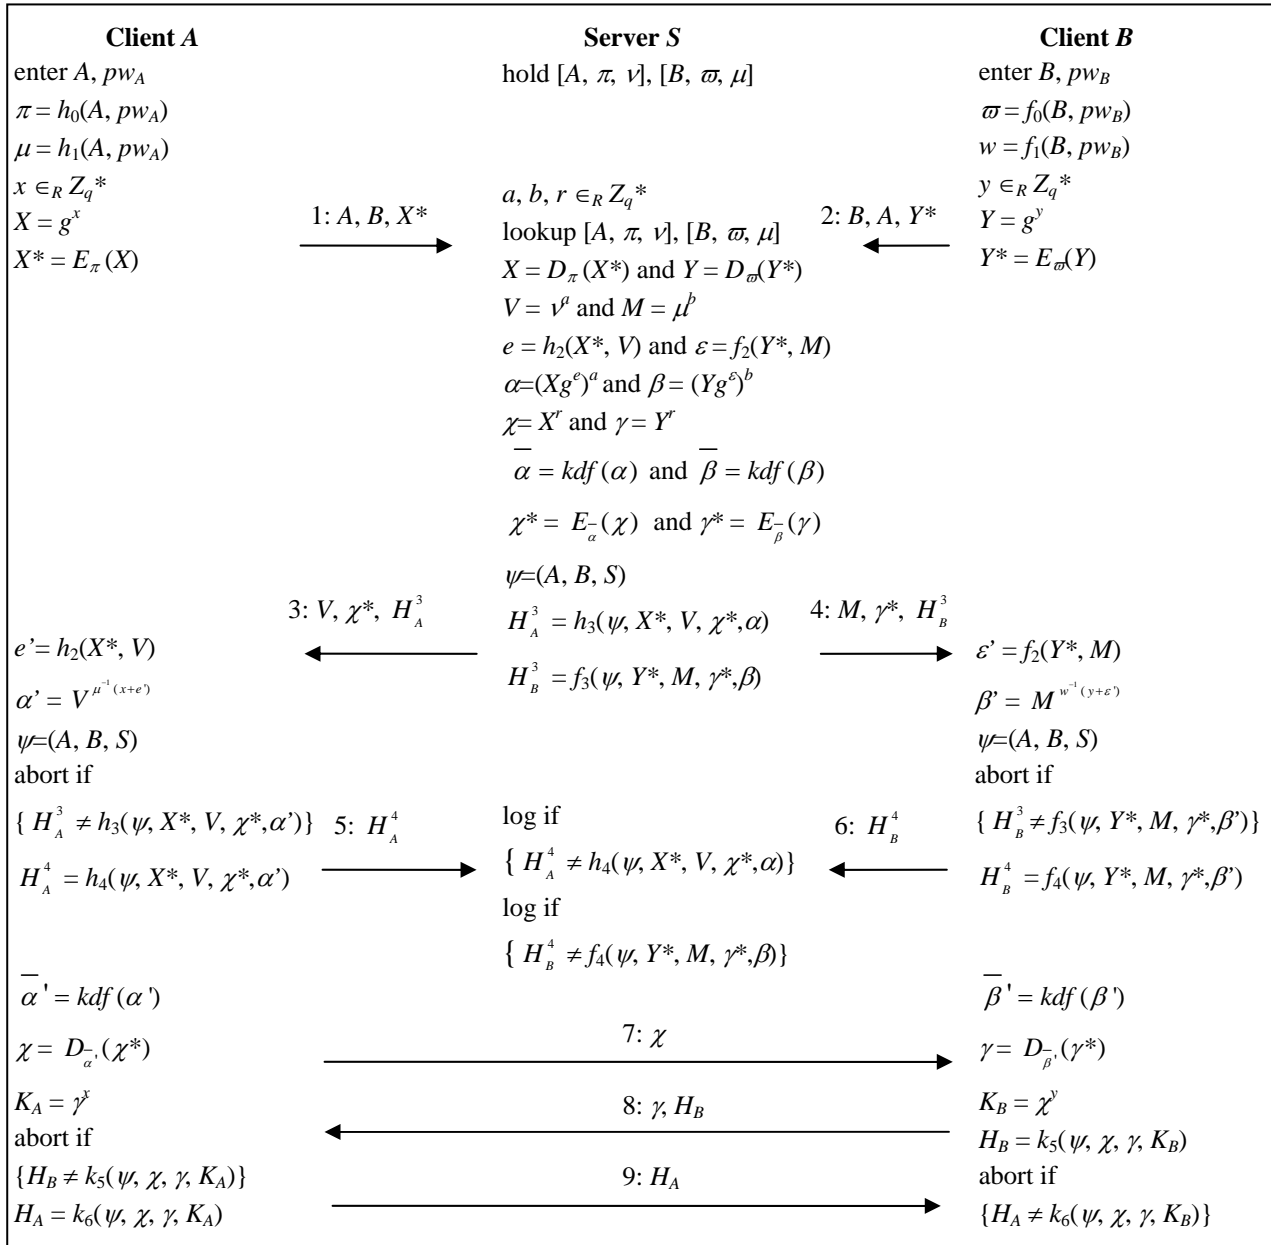 Client A
enter A, pw_A
π = h_0(A, pw_A)
μ = h_1(A, pw_A)
x ∈_R Z_q*
X = g^x
X* = E_π(X)
1: A, B, X*
Server S
hold [A, π, ν], [B, ϖ, μ]
a, b, r ∈_R Z_q*
lookup [A, π, ν], [B, ϖ, μ]
X = D_π(X*) and Y = D_ϖ(Y*)
V = ν^a and M = μ^b
e = h_2(X*, V) and ε = f_2(Y*, M)
α=(Xg^e)^a and β = (Yg^ε)^b
χ= X^r and γ = Y^r
α̅ = kdf(α) and β̅ = kdf(β)
χ* = E_α̅(χ) and γ* = E_β̅(γ)
ψ=(A, B, S)
H_A^3 = h_3(ψ, X*, V, χ*,α)
H_B^3 = f_3(ψ, Y*, M, γ*,β)
Client B
enter B, pw_B
ϖ = f_0(B, pw_B)
w = f_1(B, pw_B)
y ∈_R Z_q*
Y = g^y
Y* = E_ϖ(Y)
2: B, A, Y*
3: V, χ*, H_A^3
4: M, γ*, H_B^3
e’= h_2(X*, V)
α’ = V^{μ^{-1}(x+e’)}
ψ=(A, B, S)
abort if
{ H_A^3 ≠ h_3(ψ, X*, V, χ*,α’)}
H_A^4 = h_4(ψ, X*, V, χ*,α’)
5: H_A^4
log if
{ H_A^4 ≠ h_4(ψ, X*, V, χ*,α)}
log if
{ H_B^4 ≠ f_4(ψ, Y*, M, γ*,β)}
6: H_B^4
ε’ = f_2(Y*, M)
β’ = M^{w^{-1}(y+ε’)}
ψ=(A, B, S)
abort if
{ H_B^3 ≠ f_3(ψ, Y*, M, γ*,β’)}
H_B^4 = f_4(ψ, Y*, M, γ*,β’)
α̅' = kdf(α')
χ = D_α̅'(χ*)
K_A = γ^x
abort if
{H_B ≠ k_5(ψ, χ, γ, K_A)}
H_A = k_6(ψ, χ, γ, K_A)
7: χ
8: γ, H_B
9: H_A
β̅' = kdf(β')
γ = D_β̅'(γ*)
K_B = χ^y
H_B = k_5(ψ, χ, γ, K_B)
abort if
{H_A ≠ k_6(ψ, χ, γ, K_B)}